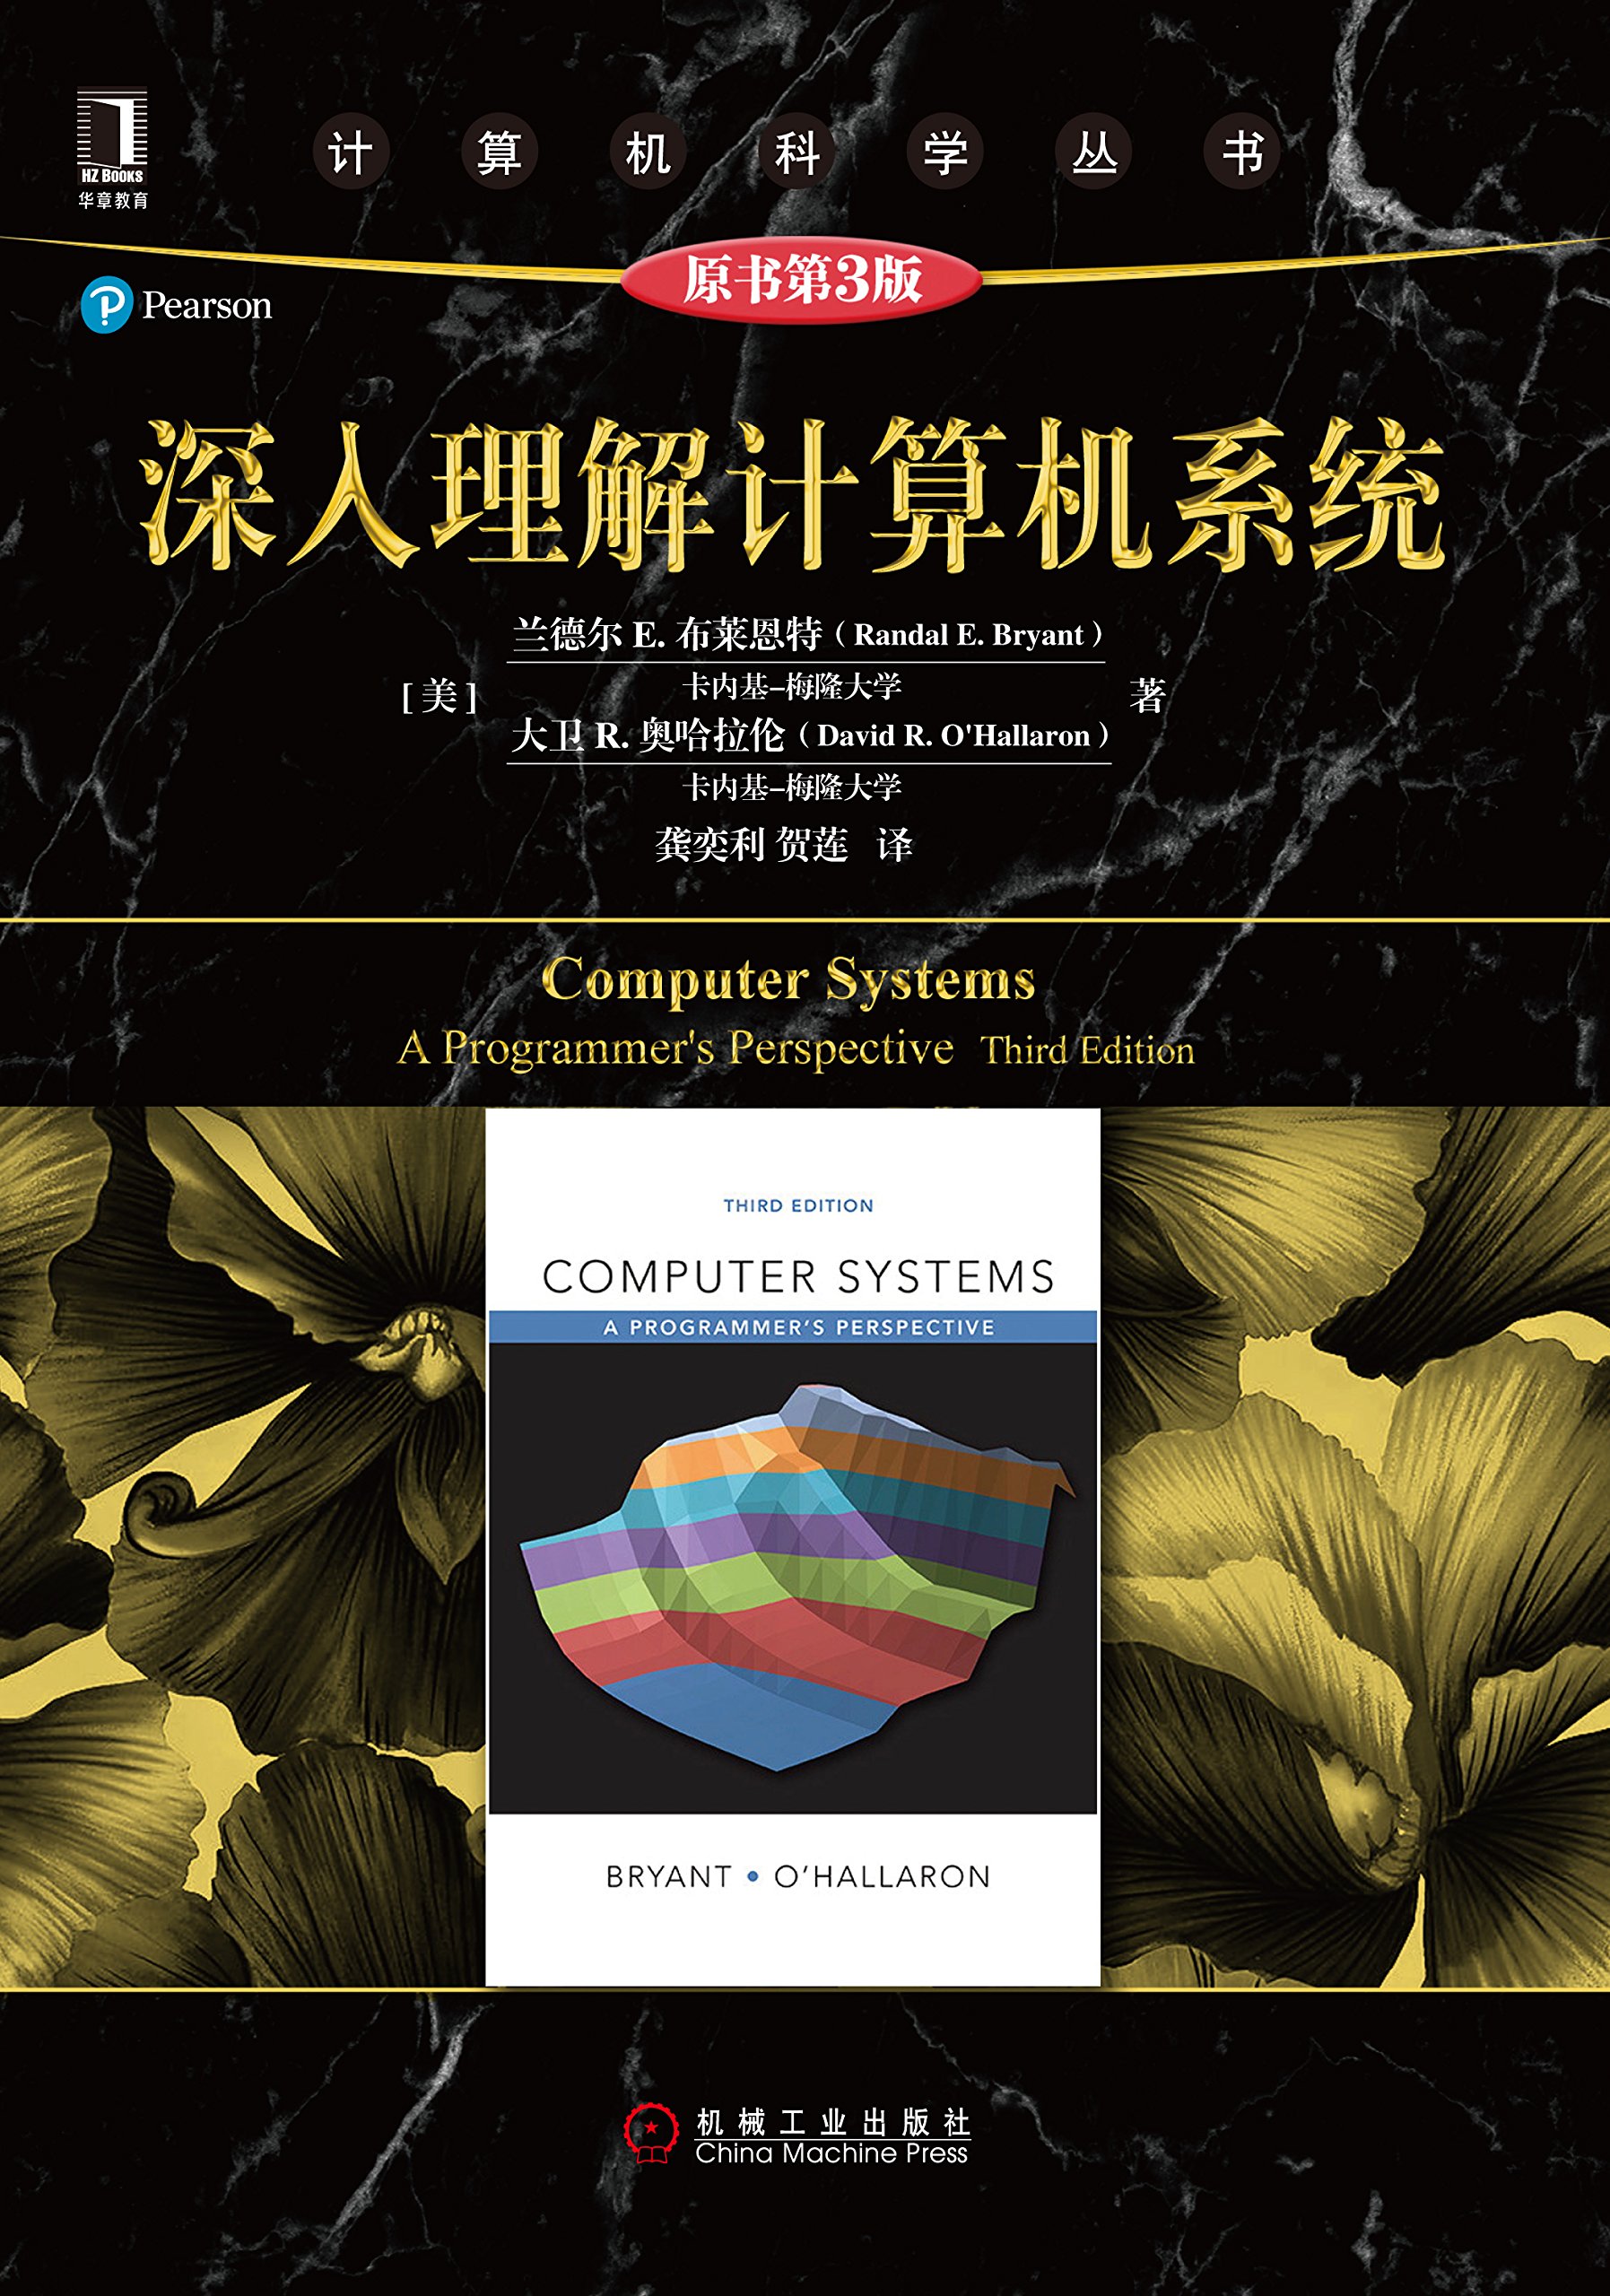 HZ BOOKS
华章教育
计算机科学丛书
原书第3版
Pearson
深入理解计算机系统
兰德尔 E. 布莱恩特（Randal E. Bryant）
卡内基-梅隆大学
[美]
著
大卫 R. 奥哈拉伦（David R. O'Hallaron）
卡内基-梅隆大学
龚奕利 贺莲 译
Computer Systems
A Programmer's Perspective Third Edition
THIRD EDITION
COMPUTER SYSTEMS
A PROGRAMMER'S PERSPECTIVE
BRYANT • O'HALLARON
机械工业出版社
China Machine Press